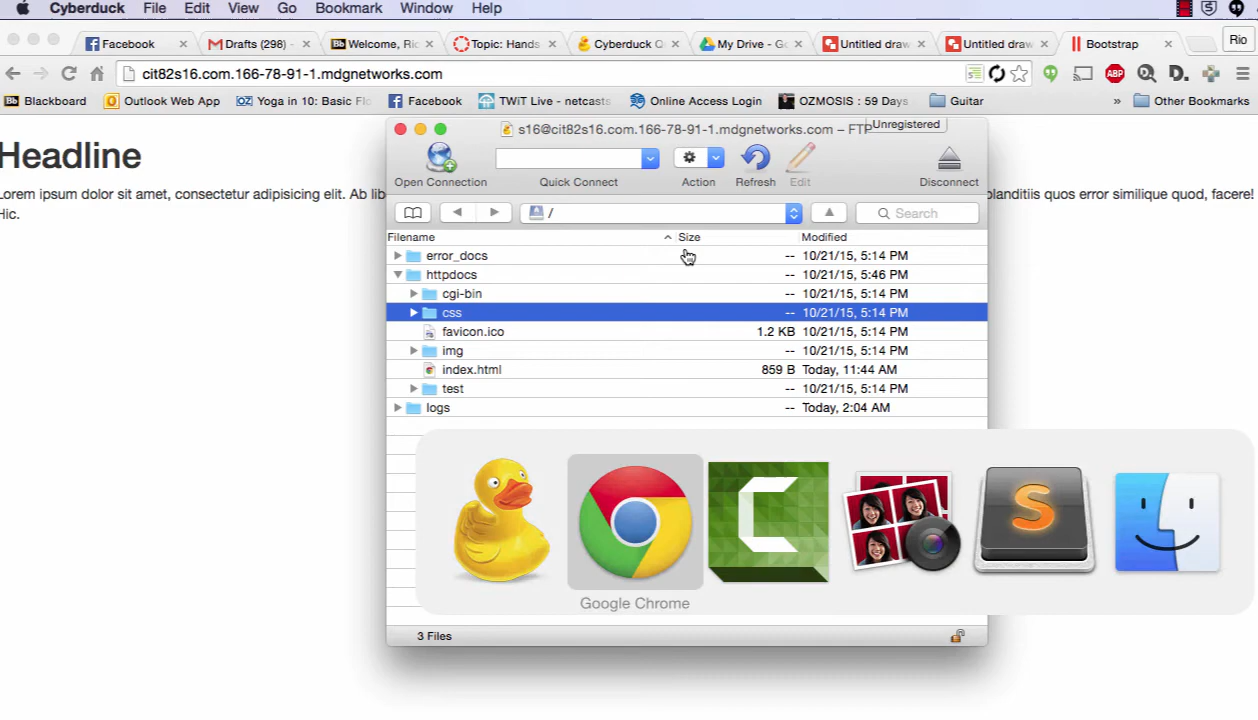 Cyberduck File Edit View Go Bookmark Window Help
Facebook Drafts (298) - Welcome, Ric Topic: Hands Cyberduck Q My Drive - Go Untitled draw Untitled draw Bootstrap Rio
cit82s16.com.166-78-91-1.mdgnetworks.com ABP D.
Bb Blackboard Outlook Web App OZ Yoga in 10: Basic Flo Facebook TWiT Live - netcasts Online Access Login OZMOSIS : 59 Days Guitar » Other Bookmarks
s16@cit82s16.com.166-78-91-1.mdgnetworks.com – FTP
Unregistered
Headline
Open Connection Quick Connect Action Refresh Edit Disconnect
Lorem ipsum dolor sit amet, consectetur adipisicing elit. Ab lib
blanditiis quos error similique quod, facere!
Hic.
/
Search
Filename Size Modified
error_docs -- 10/21/15, 5:14 PM
httpdocs -- 10/21/15, 5:46 PM
cgi-bin -- 10/21/15, 5:14 PM
css -- 10/21/15, 5:14 PM
favicon.ico 1.2 KB 10/21/15, 5:14 PM
img -- 10/21/15, 5:14 PM
index.html 859 B Today, 11:44 AM
test -- 10/21/15, 5:14 PM
logs -- Today, 2:04 AM
Google Chrome
3 Files